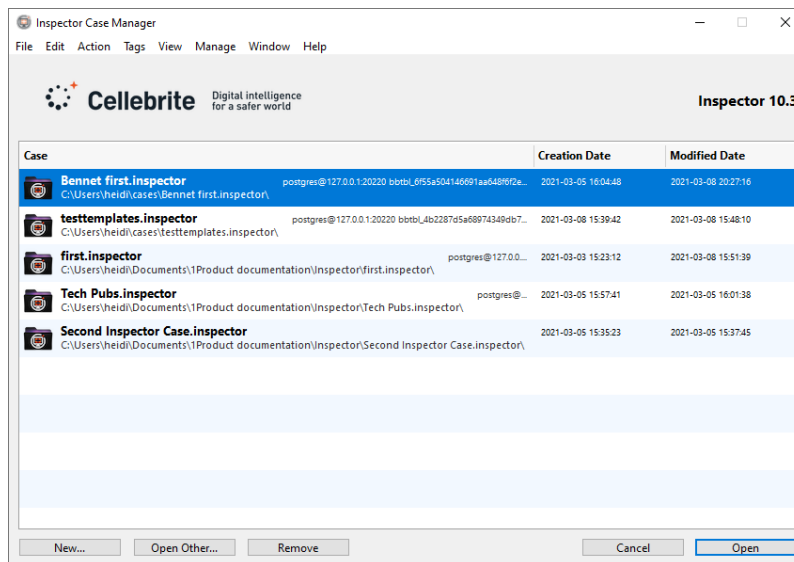 Inspector Case Manager
File Edit Action Tags View Manage Window Help
Cellebrite Digital intelligence
for a safer world
Inspector 10.3
Case Creation Date Modified Date
Bennet first.inspector postgres@127.0.0.1:20220 bbtbl_6f55a504146691aa648f6f2e... 2021-03-05 16:04:48 2021-03-08 20:27:16
C:\Users\heidi\cases\Bennet first.inspector\
testtemplates.inspector postgres@127.0.0.1:20220 bbtbl_4b2287d5a68974349db7... 2021-03-08 15:39:42 2021-03-08 15:48:10
C:\Users\heidi\cases\testtemplates.inspector\
first.inspector postgres@127.0.0... 2021-03-03 15:23:12 2021-03-08 15:51:39
C:\Users\heidi\Documents\1Product documentation\Inspector\first.inspector\
Tech Pubs.inspector postgres@... 2021-03-05 15:57:41 2021-03-05 16:01:38
C:\Users\heidi\Documents\1Product documentation\Inspector\Tech Pubs.inspector\
Second Inspector Case.inspector 2021-03-05 15:35:23 2021-03-05 15:37:45
C:\Users\heidi\Documents\1Product documentation\Inspector\Second Inspector Case.inspector\
New... Open Other... Remove Cancel Open